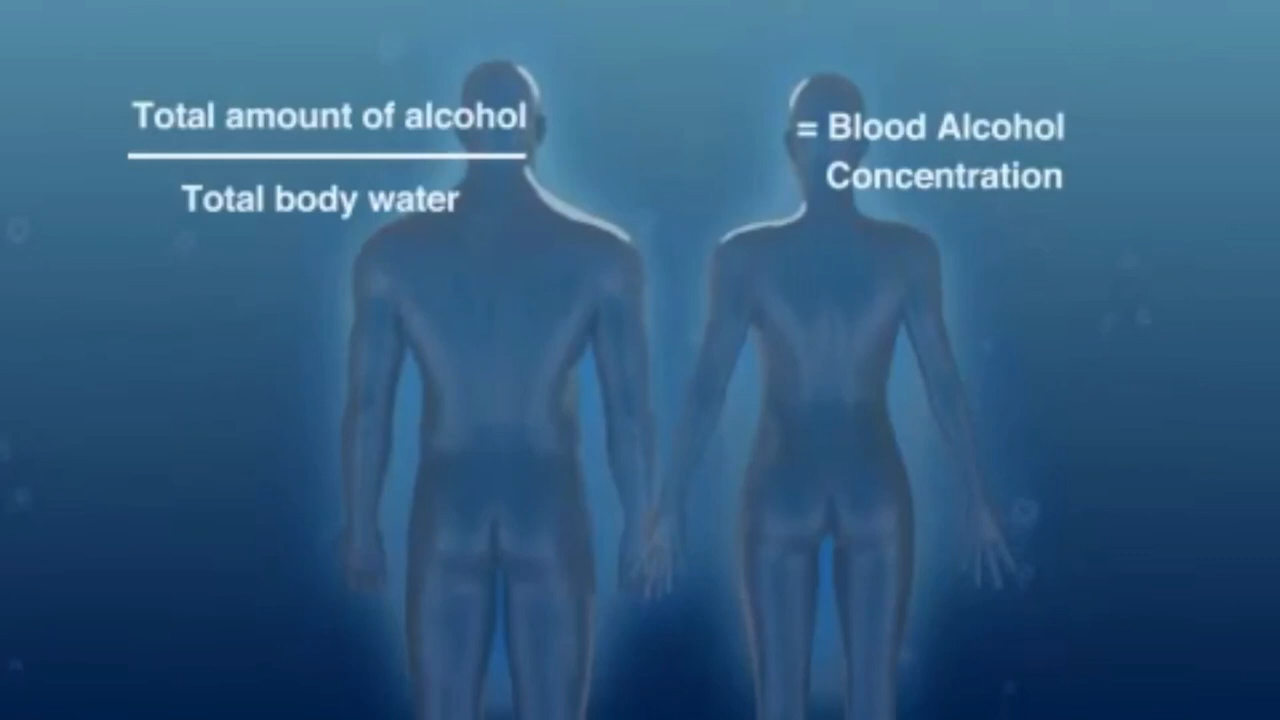 Total amount of alcohol
Total body water
= Blood Alcohol
Concentration